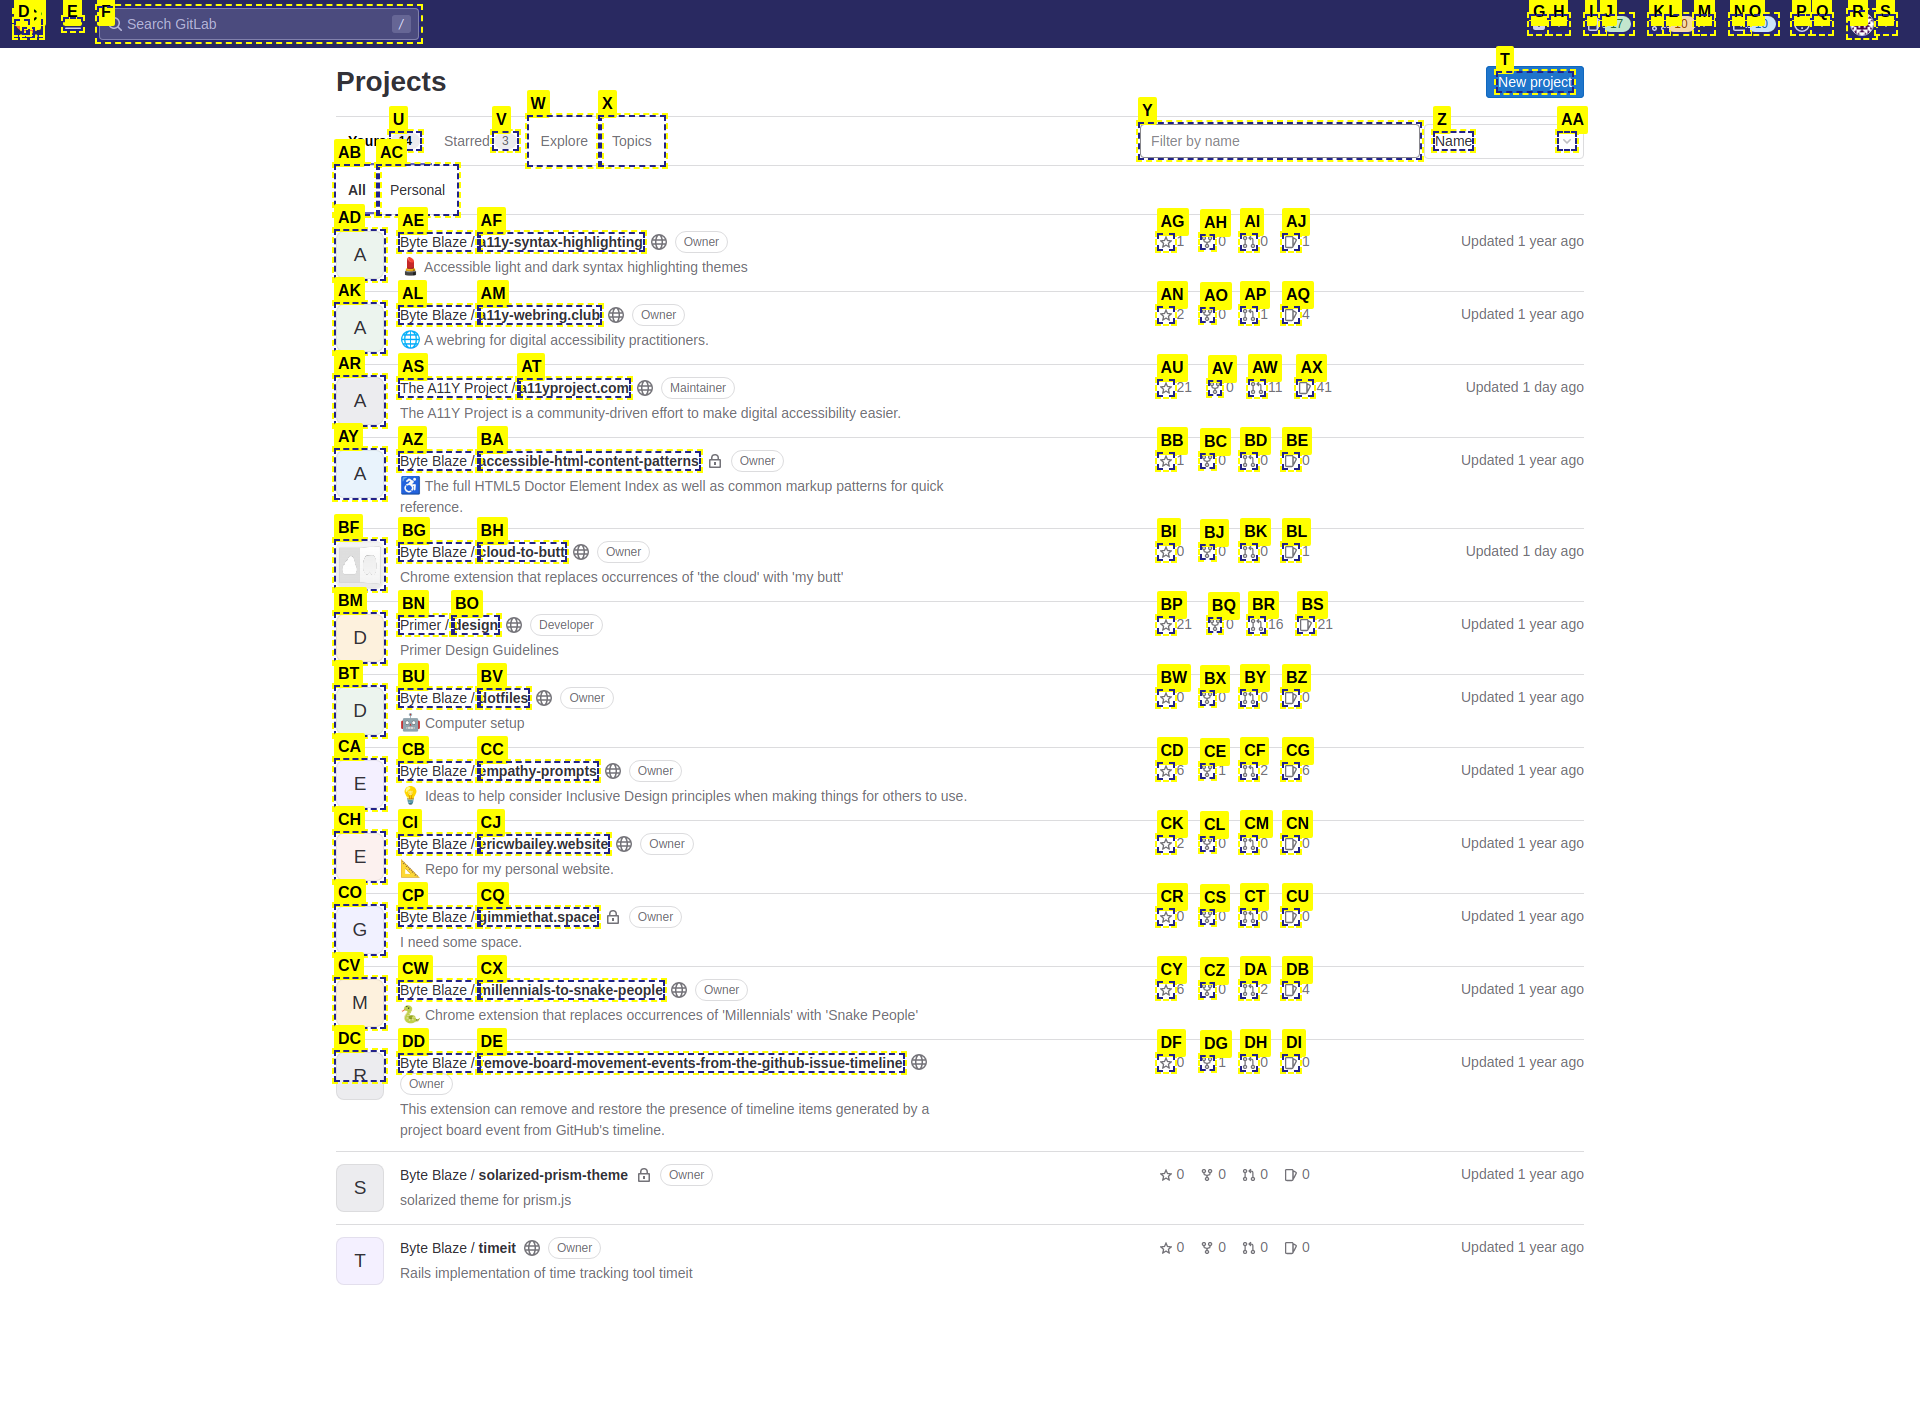 D E F G H I J K L M N O P Q R S
Search GitLab /
T
Projects New project
U V W X Y Z AA
Starred 3 Explore Topics Filter by name Name
AB AC
All Personal
AD AE AF AG AH AI AJ
A Byte Blaze / a11y-syntax-highlighting Owner 1 0 0 1 Updated 1 year ago
Accessible light and dark syntax highlighting themes
AK AL AM AN AO AP AQ
A Byte Blaze / a11y-webring.club Owner 2 0 1 4 Updated 1 year ago
A webring for digital accessibility practitioners.
AR AS AT AU AV AW AX
A The A11Y Project / a11yproject.com Maintainer 21 0 11 41 Updated 1 day ago
The A11Y Project is a community-driven effort to make digital accessibility easier.
AY AZ BA BB BC BD BE
A Byte Blaze / accessible-html-content-patterns Owner 1 0 0 0 Updated 1 year ago
The full HTML5 Doctor Element Index as well as common markup patterns for quick
reference.
BF BG BH BI BJ BK BL
Byte Blaze / cloud-to-butt Owner 0 0 0 1 Updated 1 day ago
Chrome extension that replaces occurrences of 'the cloud' with 'my butt'
BM BN BO BP BQ BR BS
D Primer / design Developer 21 0 16 21 Updated 1 year ago
Primer Design Guidelines
BT BU BV BW BX BY BZ
D Byte Blaze / dotfiles Owner 0 0 0 0 Updated 1 year ago
Computer setup
CA CB CC CD CE CF CG
E Byte Blaze / empathy-prompts Owner 6 1 2 6 Updated 1 year ago
Ideas to help consider Inclusive Design principles when making things for others to use.
CH CI CJ CK CL CM CN
E Byte Blaze / ericwbailey.website Owner 2 0 0 0 Updated 1 year ago
Repo for my personal website.
CO CP CQ CR CS CT CU
G Byte Blaze / gimmiethat.space Owner 0 0 0 0 Updated 1 year ago
I need some space.
CV CW CX CY CZ DA DB
M Byte Blaze / millennials-to-snake-people Owner 6 0 2 4 Updated 1 year ago
Chrome extension that replaces occurrences of 'Millennials' with 'Snake People'
DC DD DE DF DG DH DI
R Byte Blaze / remove-board-movement-events-from-the-github-issue-timeline 0 1 0 0 Updated 1 year ago
Owner
This extension can remove and restore the presence of timeline items generated by a
project board event from GitHub's timeline.
S Byte Blaze / solarized-prism-theme Owner 0 0 0 0 Updated 1 year ago
solarized theme for prism.js
T Byte Blaze / timeit Owner 0 0 0 0 Updated 1 year ago
Rails implementation of time tracking tool timeit